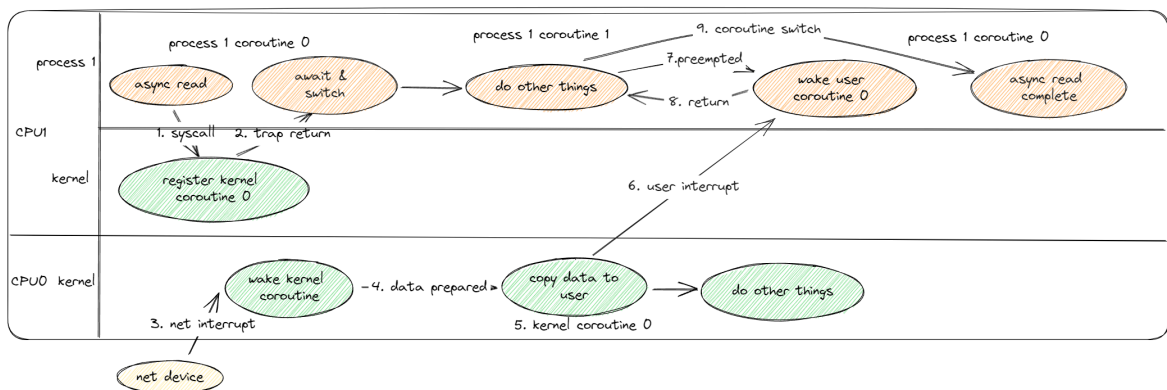 process 1 coroutine 0
process 1 coroutine 1
9. coroutine switch
process 1 coroutine 0
process 1
async read
await &
switch
do other things
7.preempted
8. return
wake user
coroutine 0
async read
complete
CPU1
1. syscall
2. trap return
kernel
register kernel
coroutine 0
6. user interrupt
CPU0 kernel
wake kernel
coroutine
4. data prepared
copy data to
user
do other things
3. net interrupt
5. kernel coroutine 0
net device